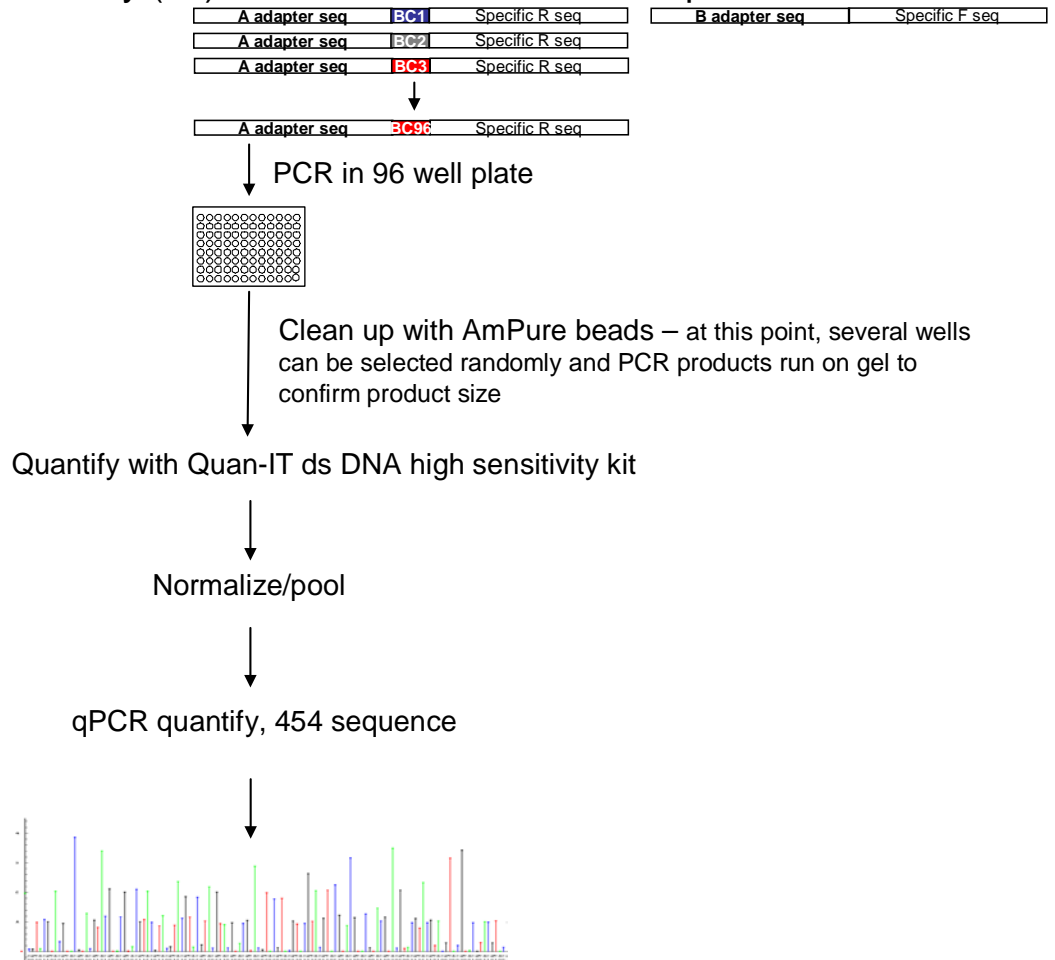 A adapter seq BC1 Specific R seq B adapter seq Specific F seq
A adapter seq BC2 Specific R seq
A adapter seq BC3 Specific R seq
A adapter seq BC96 Specific R seq
PCR in 96 well plate
Clean up with AmPure beads – at this point, several wells
can be selected randomly and PCR products run on gel to
confirm product size
Quantify with Quan-IT ds DNA high sensitivity kit
Normalize/pool
qPCR quantify, 454 sequence